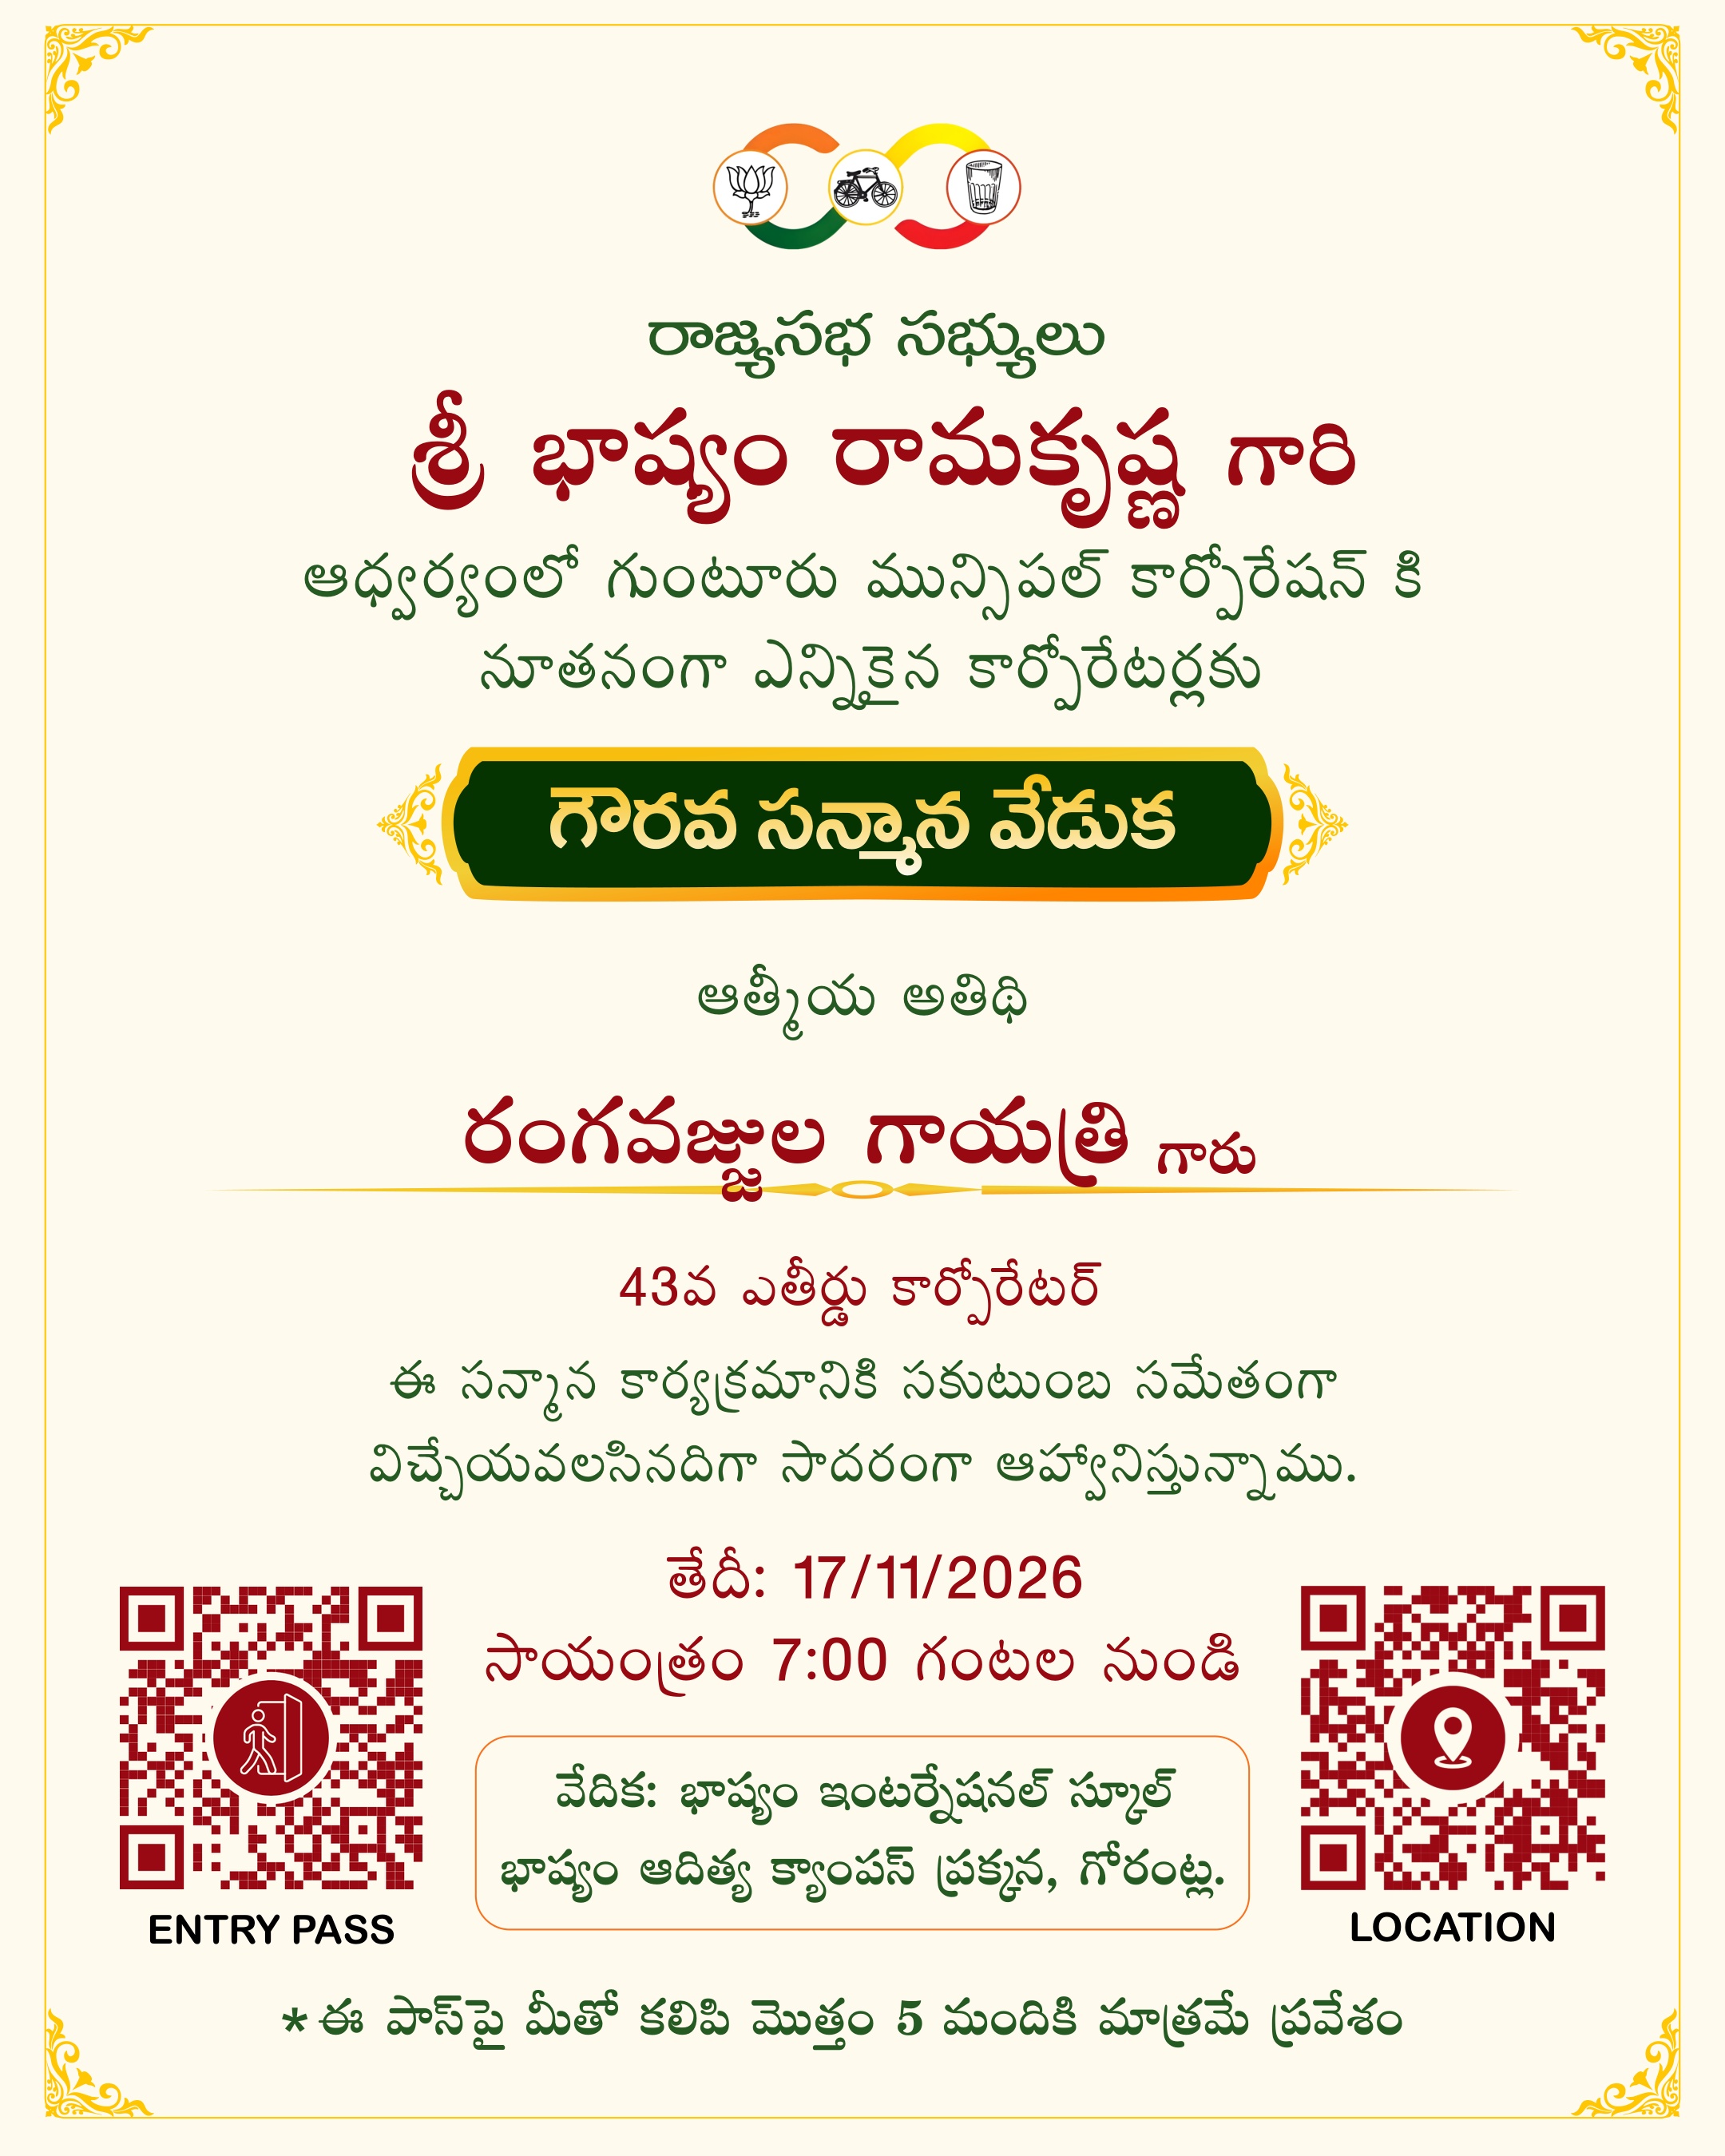 రాజ్యసభ సభ్యులు
శ్రీ భాష్యం రామకృష్ణ గారి
ఆధ్వర్యంలో గుంటూరు మున్సిపల్ కార్పోరేషన్ కి
నూతనంగా ఎన్నికైన కార్పోరేటర్లకు
గౌరవ సన్మాన వేడుక
ఆత్మీయ అతిథి
రంగవజ్జుల గాయత్రి గారు
43వ ఎతీర్డు కార్పోరేటర్
ఈ సన్మాన కార్యక్రమానికి సకుటుంబ సమేతంగా
విచ్చేయవలసినదిగా సాదరంగా ఆహ్వానిస్తున్నాము.
తేదీ: 17/11/2026
సాయంత్రం 7:00 గంటల నుండి
వేదిక: భాష్యం ఇంటర్నేషనల్ స్కూల్
భాష్యం ఆదిత్య క్యాంపస్ ప్రక్కన, గోరంట్ల.
ENTRY PASS
LOCATION
*ఈ పాస్‌పై మీతో కలిపి మొత్తం 5 మందికి మాత్రమే ప్రవేశం